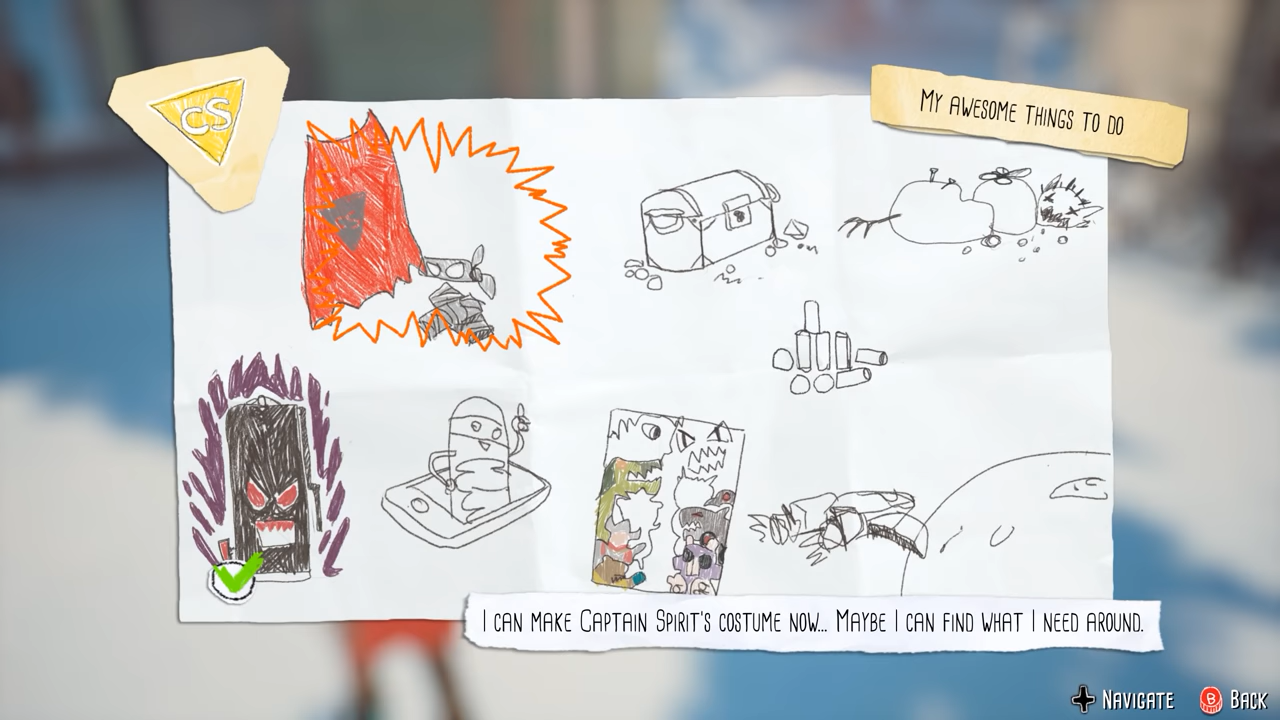 CS
MY AWESOME THINGS TO DO
I CAN MAKE CAPTAIN SPIRIT'S COSTUME NOW... MAYBE I CAN FIND WHAT I NEED AROUND.
NAVIGATE B BACK